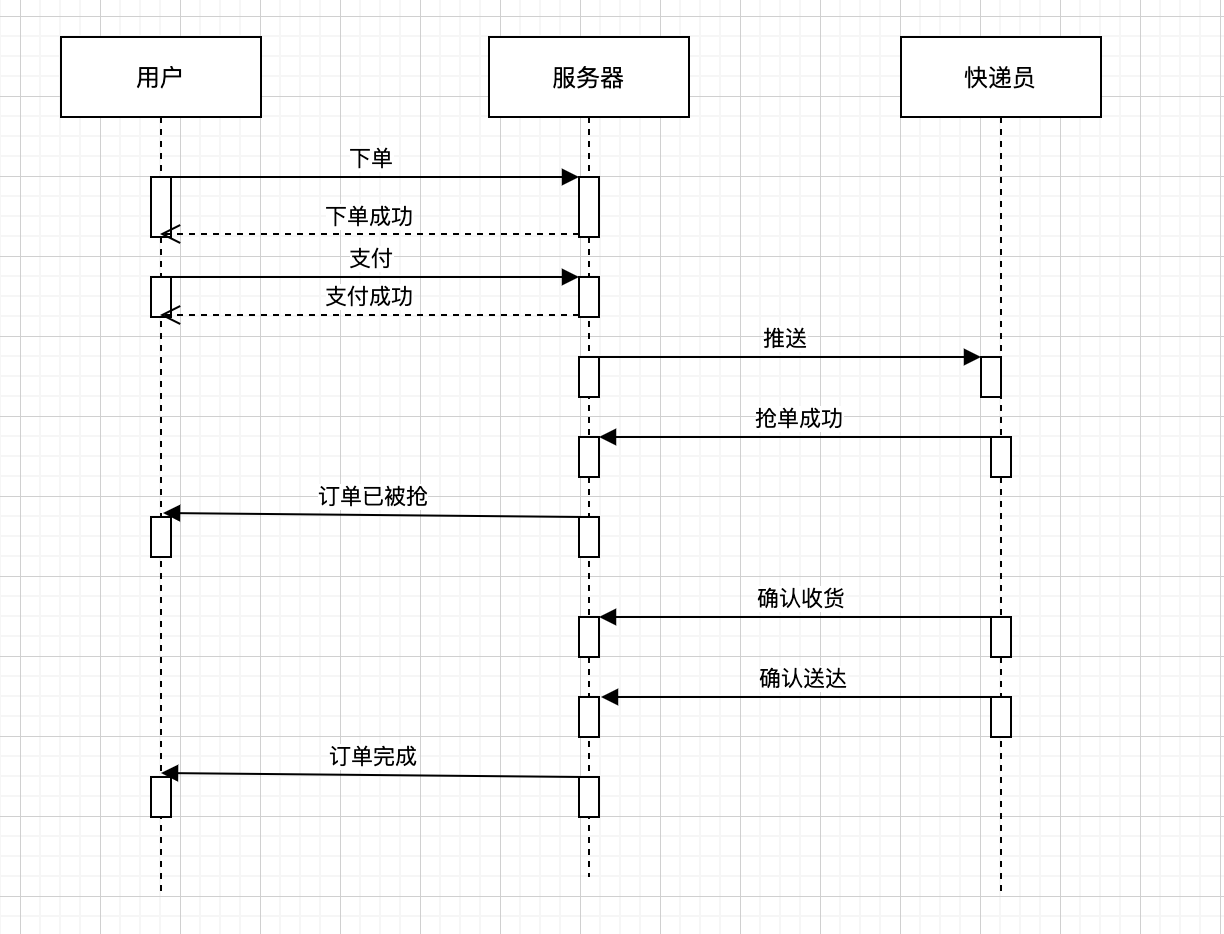 用户
服务器
快递员
下单
下单成功
支付
支付成功
推送
抢单成功
订单已被抢
确认收货
确认送达
订单完成